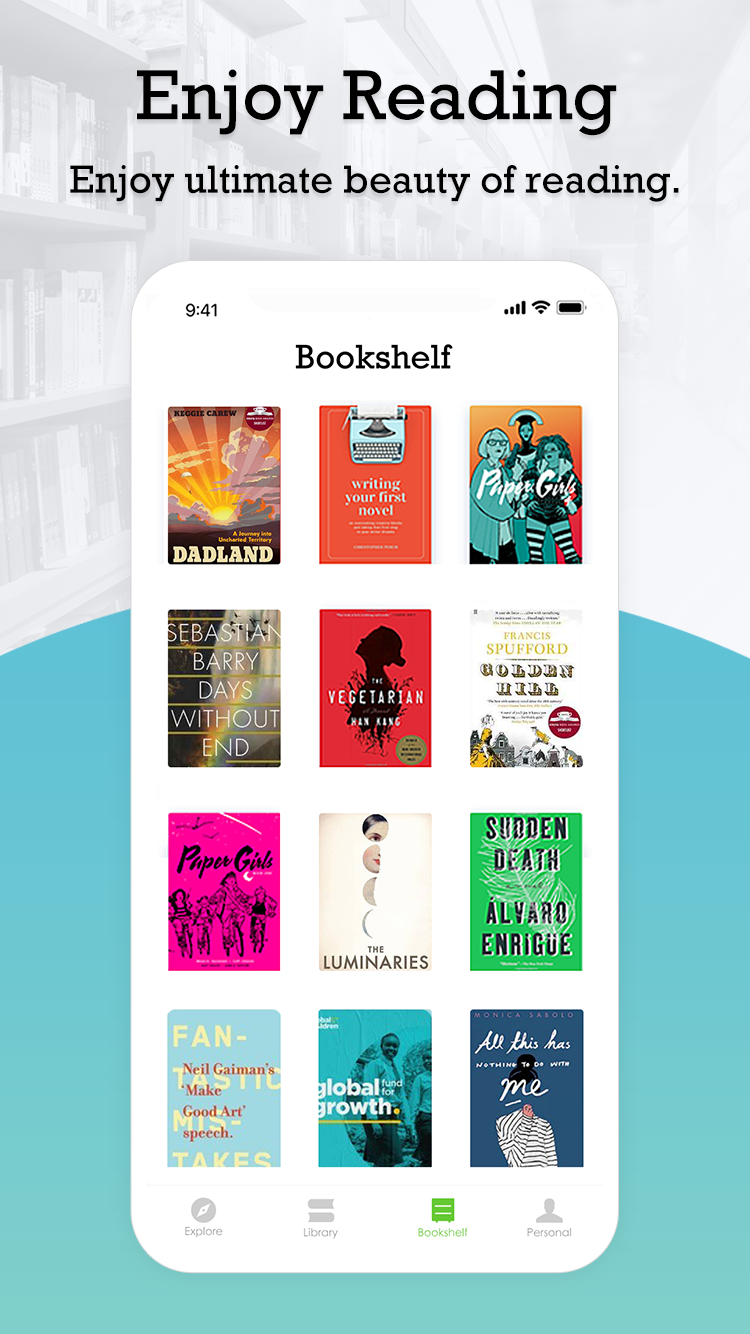 Enjoy Reading
Enjoy ultimate beauty of reading.
9:41
Bookshelf
KEGGIE CAREW
A Journey into
Uncharted Territory
DADLAND
writing
your first
novel
Paper Girls
SEBASTIAN
BARRY
DAYS
WITHOUT
END
THE
VEGETARIAN
HAN KANG
FRANCIS
SPUFFORD
GOLDEN
HILL
Paper Girls
THE
LUMINARIES
SUDDEN
DEATH
ÁLVARO
ENRIGUE
FAN-
TASTIC
MIS-
TAKES
Neil Gaiman's
'Make
Good Art'
speech.
global fund
for
growth.
MONICA SABOLO
All this has
NOTHING TO DO WITH
me
Explore
Library
Bookshelf
Personal